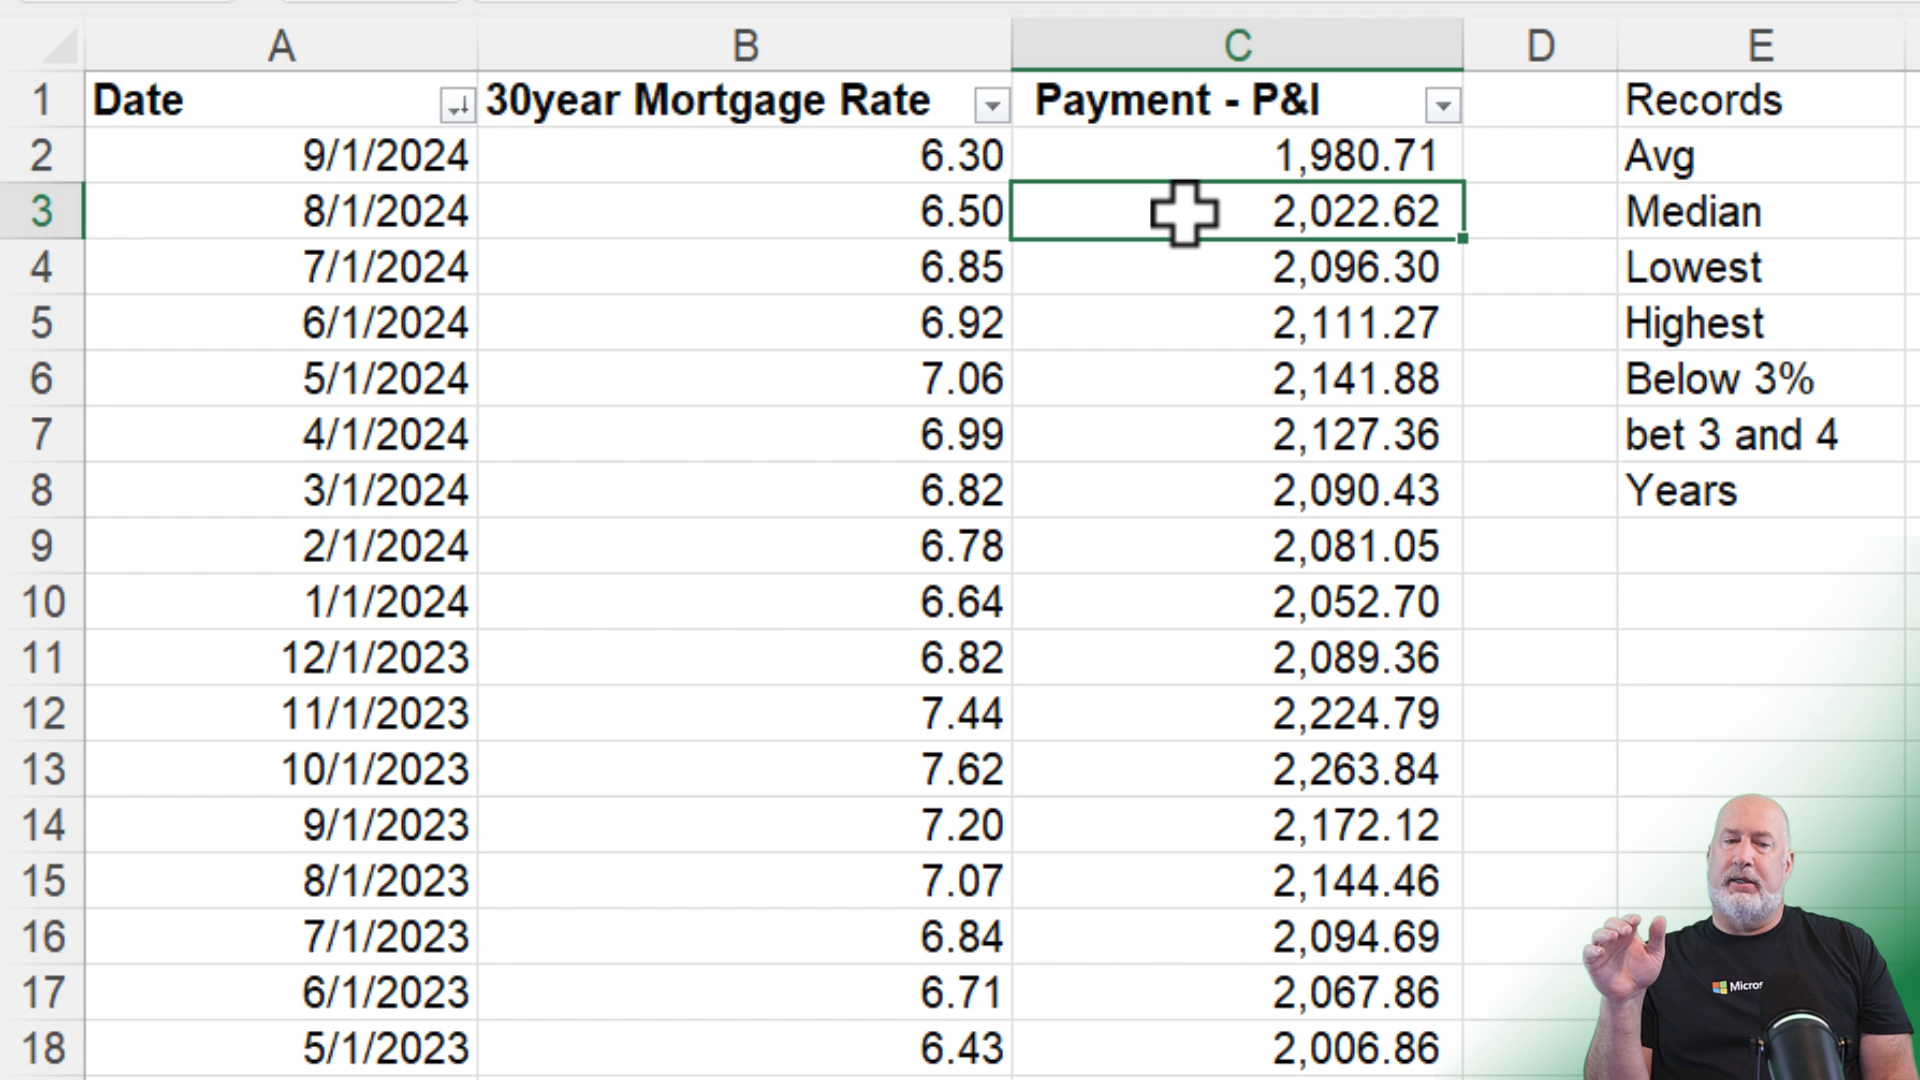 A B C D E
1 Date 30year Mortgage Rate Payment - P&I Records
2 9/1/2024 6.30 1,980.71 Avg
3 8/1/2024 6.50 2,022.62 Median
4 7/1/2024 6.85 2,096.30 Lowest
5 6/1/2024 6.92 2,111.27 Highest
6 5/1/2024 7.06 2,141.88 Below 3%
7 4/1/2024 6.99 2,127.36 bet 3 and 4
8 3/1/2024 6.82 2,090.43 Years
9 2/1/2024 6.78 2,081.05
10 1/1/2024 6.64 2,052.70
11 12/1/2023 6.82 2,089.36
12 11/1/2023 7.44 2,224.79
13 10/1/2023 7.62 2,263.84
14 9/1/2023 7.20 2,172.12
15 8/1/2023 7.07 2,144.46
16 7/1/2023 6.84 2,094.69
17 6/1/2023 6.71 2,067.86
18 5/1/2023 6.43 2,006.86
Micros